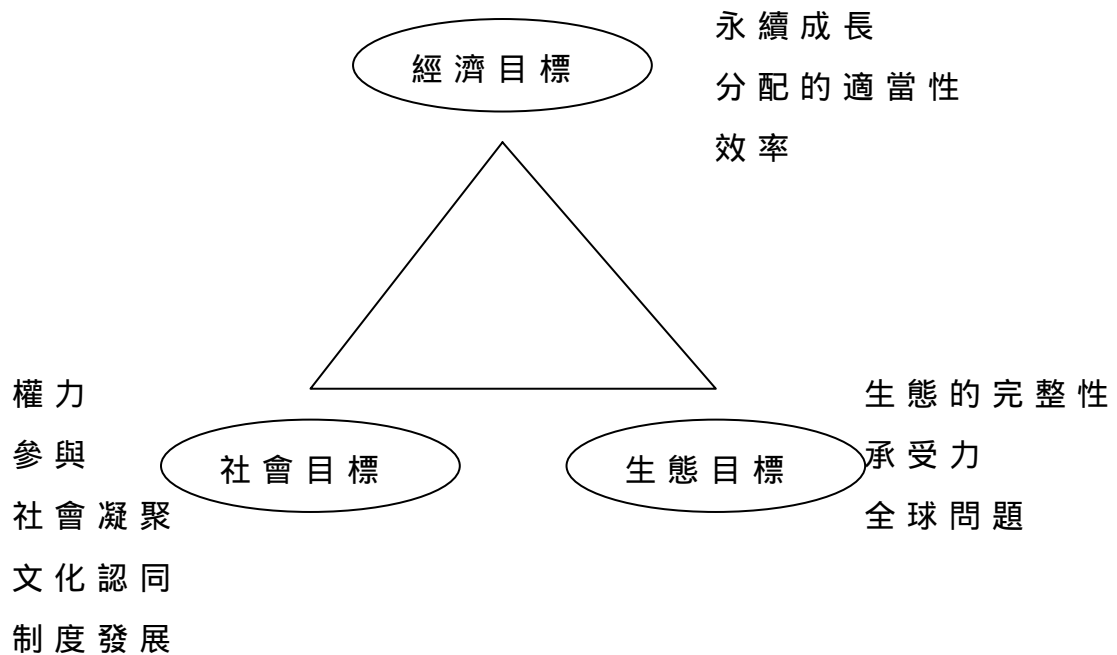 經濟目標
永續成長
分配的適當性
效率
權力
參與
社會凝聚
文化認同
制度發展
社會目標
生態目標
生態的完整性
承受力
全球問題